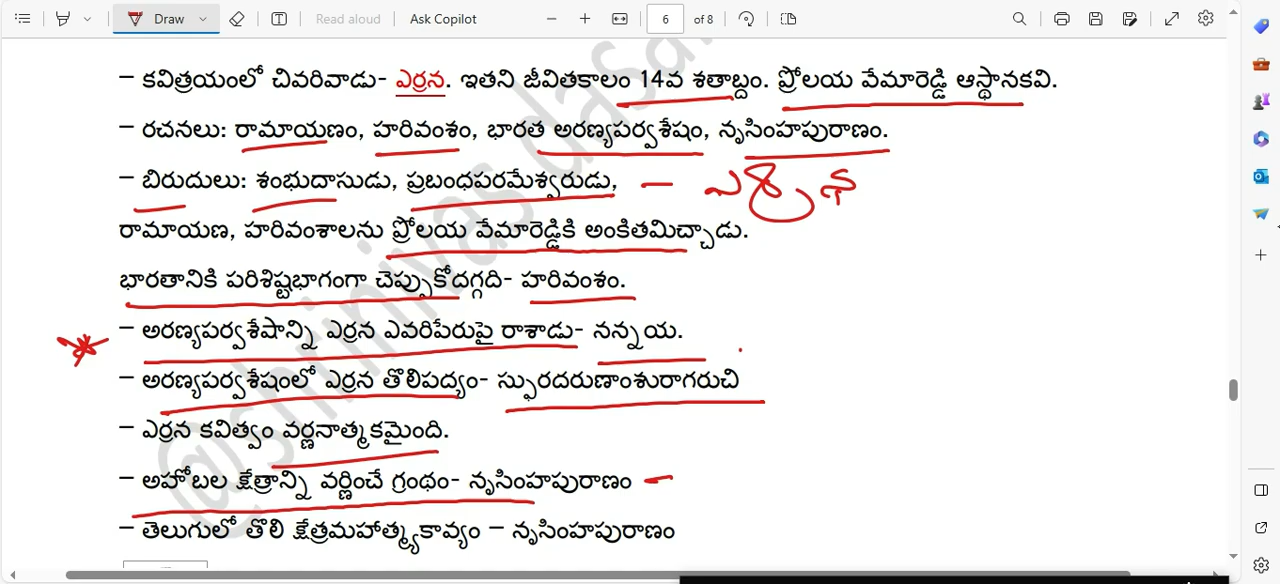 Draw
Read aloud
Ask Copilot
6 of 8
– కవిత్రయంలో చివరివాడు- ఎర్రన. ఇతని జీవితకాలం 14వ శతాబ్దం. ప్రోలయ వేమారెడ్డి ఆస్థానకవి.
– రచనలు: రామాయణం, హరివంశం, భారత అరణ్యపర్వశేషం, నృసింహపురాణం.
– బిరుదులు: శంభుదాసుడు, ప్రబంధపరమేశ్వరుడు, – ఎర్రన
రామాయణ, హరివంశాలను ప్రోలయ వేమారెడ్డికి అంకితమిచ్చాడు.
భారతానికి పరిశిష్టభాగంగా చెప్పుకోదగ్గది- హరివంశం.
– అరణ్యపర్వశేషాన్ని ఎర్రన ఎవరిపేరుపై రాశాడు- నన్నయ.
– అరణ్యపర్వశేషంలో ఎర్రన తొలిపద్యం- స్ఫురదరుణాంశురాగరుచి
– ఎర్రన కవిత్వం వర్ణనాత్మకమైంది.
– అహోబల క్షేత్రాన్ని వర్ణించే గ్రంథం- నృసింహపురాణం
– తెలుగులో తొలి క్షేత్రమహాత్మ్యకావ్యం – నృసింహపురాణం
@shrinivas dasar